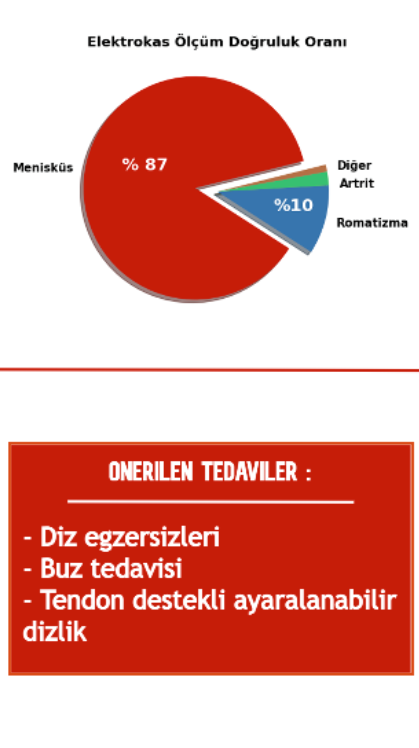 Elektrokas Ölçüm Doğruluk Oranı
Menisküs
% 87
Diğer
Artrit
%10
Romatizma
ONERILEN TEDAVILER :
- Diz egzersizleri
- Buz tedavisi
- Tendon destekli ayaralanabilir
dizlik